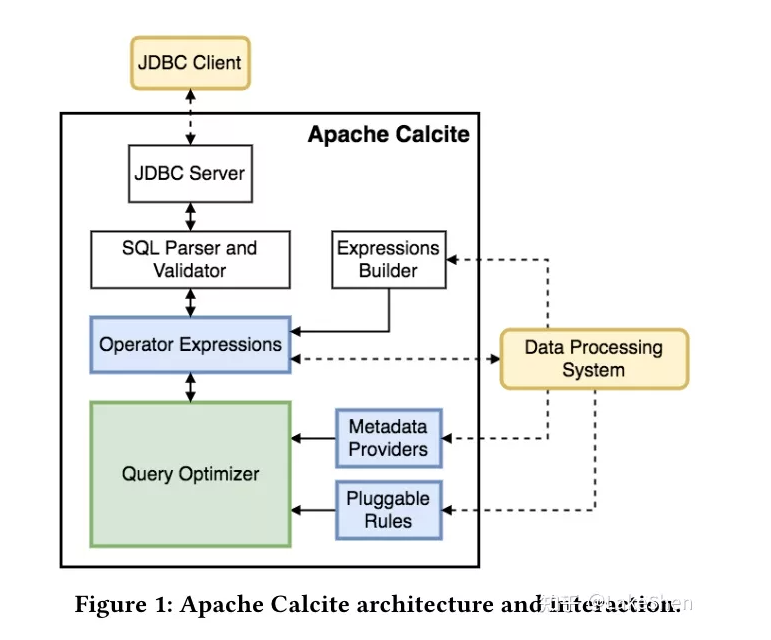 JDBC Client
Apache Calcite
JDBC Server
SQL Parser and
Validator
Expressions
Builder
Operator Expressions
Data Processing
System
Metadata
Providers
Query Optimizer
Pluggable
Rules
Figure 1: Apache Calcite architecture and interaction.
知乎 @LakeShen